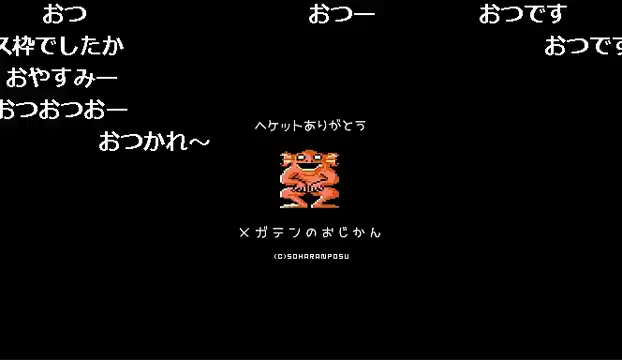 おつ おつー おつです
ス枠でしたか おつです
おやすみー
おつおつおー
おつかれ～
ヘケットありがとう
メガテンのおじかん
(C)SOHARANPOSU